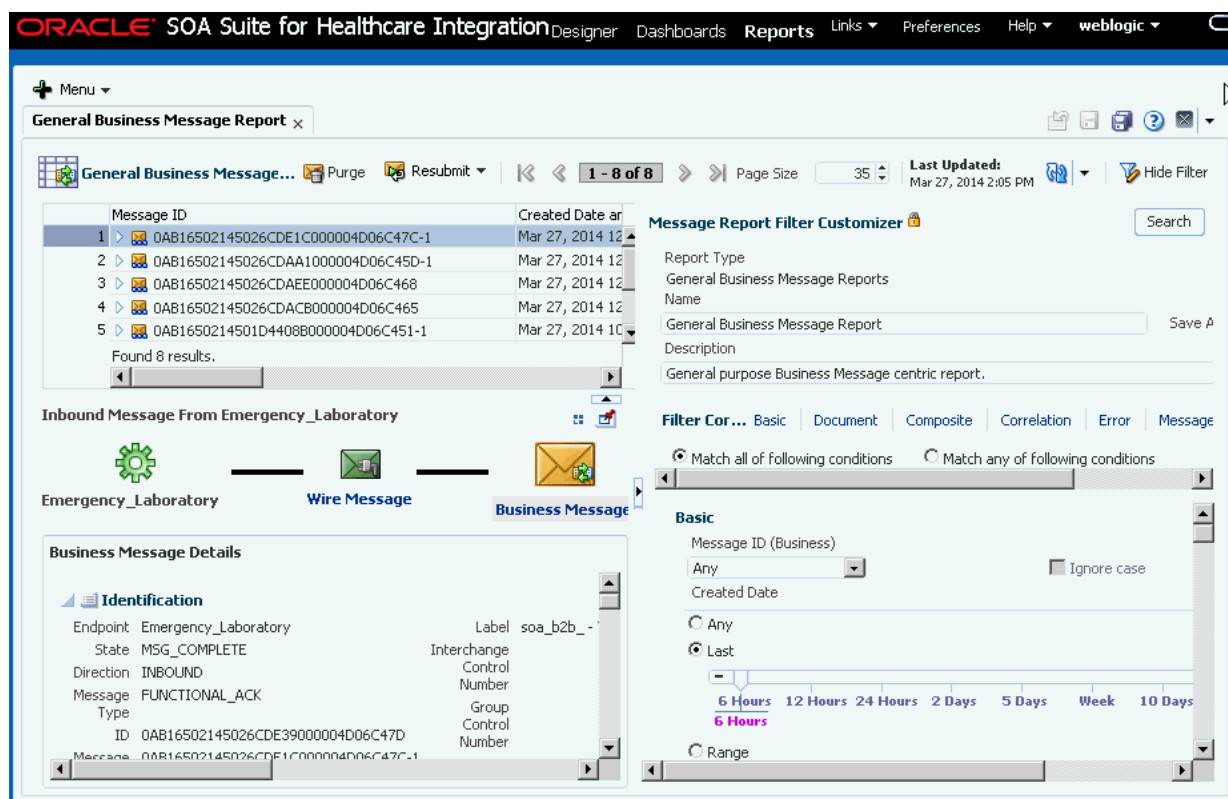 ORACLE SOA Suite for Healthcare Integration Designer Dashboards Reports Links Preferences Help weblogic
Menu
General Business Message Report
General Business Message... Purge Resubmit 1 - 8 of 8 Page Size 35 Last Updated: Mar 27, 2014 2:05 PM Hide Filter
Message ID Created Date ar
1 0AB16502145026CDE1C000004D06C47C-1 Mar 27, 2014 12
2 0AB16502145026CDAA1000004D06C45D-1 Mar 27, 2014 12
3 0AB16502145026CDAEE000004D06C468 Mar 27, 2014 12
4 0AB16502145026CDACB000004D06C465 Mar 27, 2014 12
5 0AB1650214501D4408B000004D06C451-1 Mar 27, 2014 10
Found 8 results.
Inbound Message From Emergency_Laboratory
Emergency_Laboratory
Wire Message
Business Message
Business Message Details
Identification
Endpoint Emergency_Laboratory
State MSG_COMPLETE
Direction INBOUND
Message Type FUNCTIONAL_ACK
ID 0AB16502145026CDE39000004D06C47D
Message 0AB16502145026CDE1C000004D06C47C-1
Label soa_b2b_ -
Interchange Control Number
Group Control Number
Message Report Filter Customizer
Search
Report Type
General Business Message Reports
Name
General Business Message Report Save A
Description
General purpose Business Message centric report.
Filter Cor... Basic Document Composite Correlation Error Message
Match all of following conditions Match any of following conditions
Basic
Message ID (Business)
Any Ignore case
Created Date
Any
Last
6 Hours 12 Hours 24 Hours 2 Days 5 Days Week 10 Days
6 Hours
Range